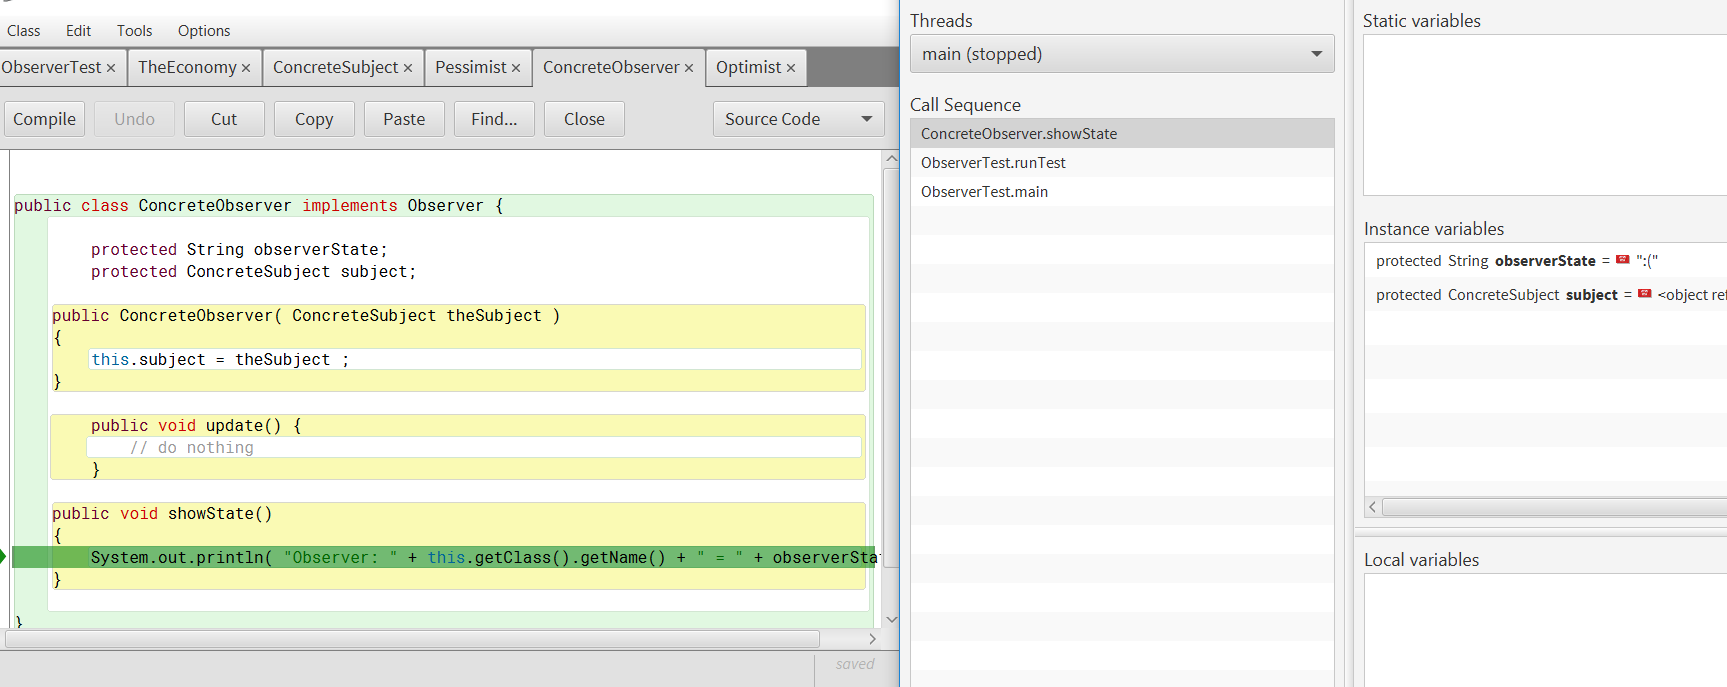 Class Edit Tools Options
ObserverTest × TheEconomy × ConcreteSubject × Pessimist × ConcreteObserver × Optimist ×
Compile Undo Cut Copy Paste Find... Close Source Code
public class ConcreteObserver implements Observer {
protected String observerState;
protected ConcreteSubject subject;
public ConcreteObserver( ConcreteSubject theSubject )
{
this.subject = theSubject ;
}
public void update() {
// do nothing
}
public void showState()
{
System.out.println( "Observer: " + this.getClass().getName() + " = " + observerSta
}
}
saved
Threads
main (stopped)
Call Sequence
ConcreteObserver.showState
ObserverTest.runTest
ObserverTest.main
Static variables
Instance variables
protected String observerState = ":("
protected ConcreteSubject subject = <object ref
Local variables